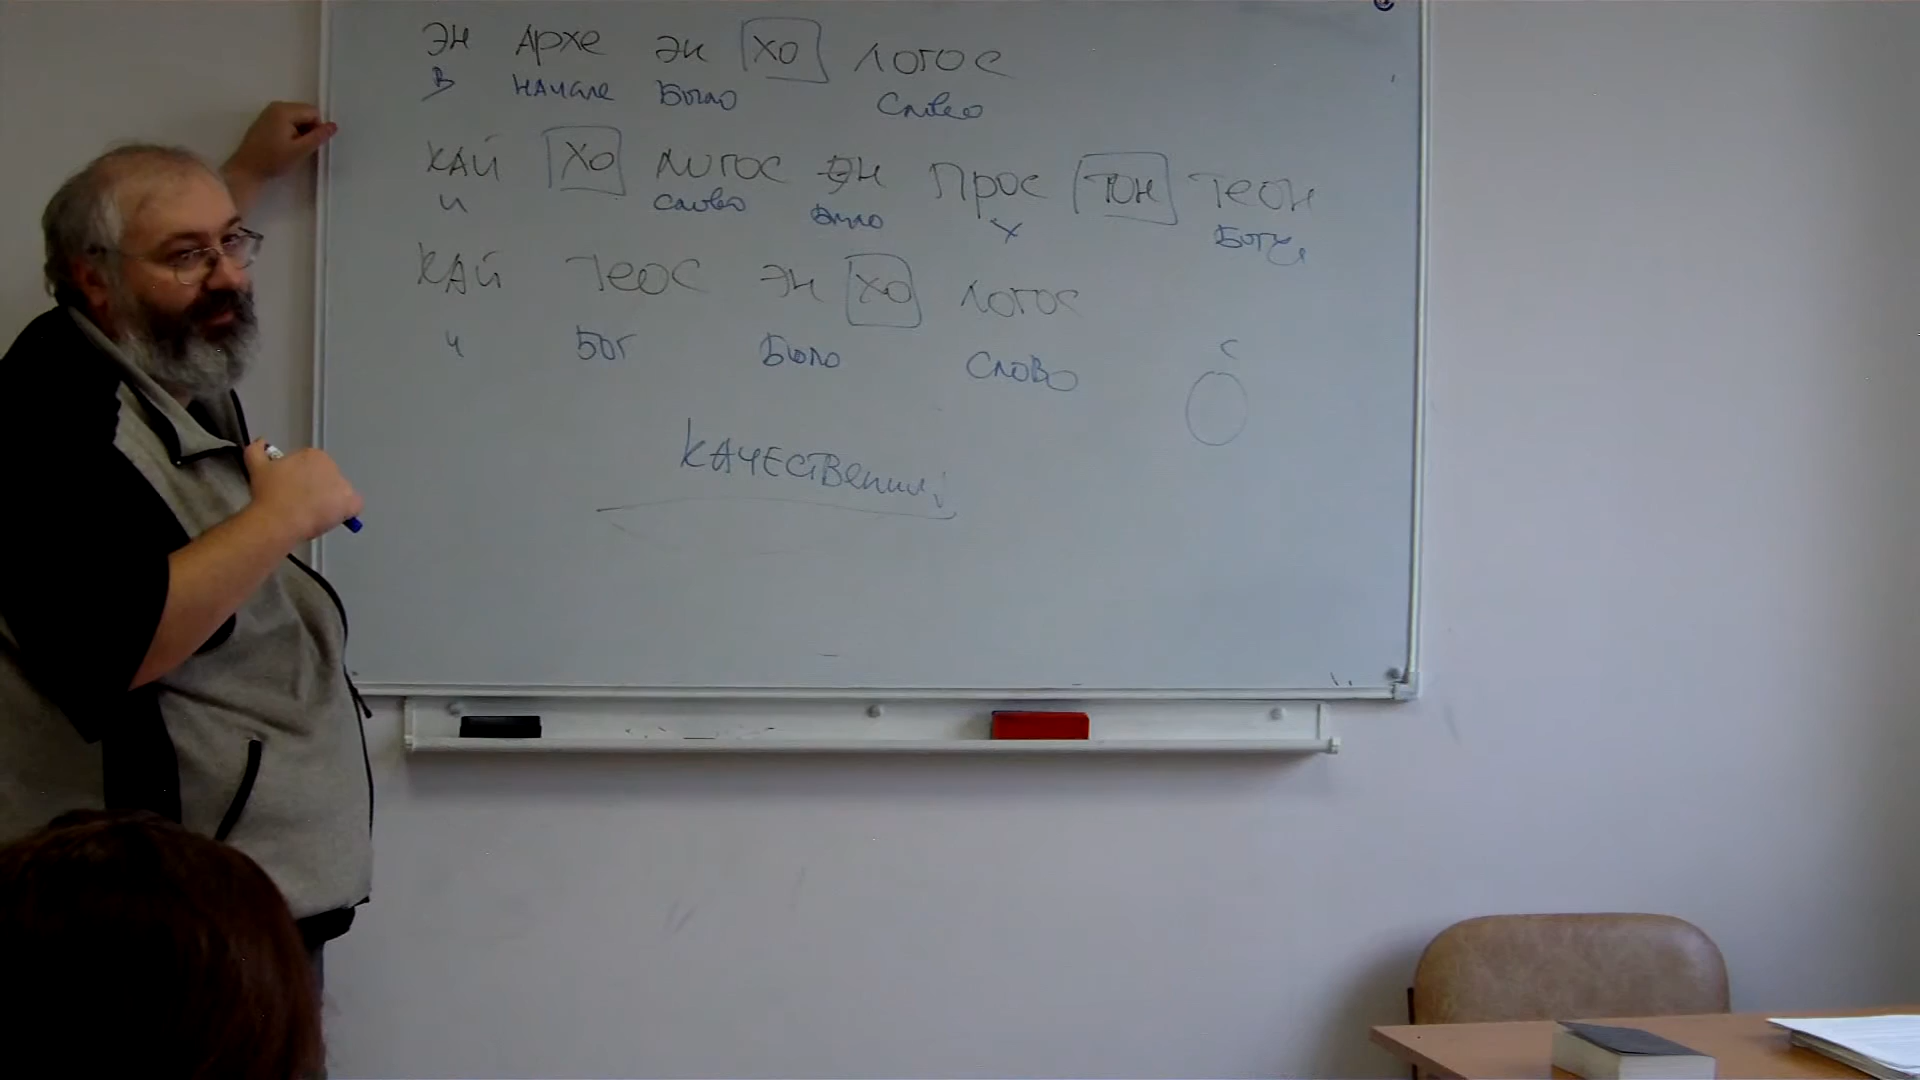 ЭН АРХЕ ЭН ХО ЛОГОС
В НАЧАЛЕ БЫЛО СЛОВО
КАЙ ХО ЛОГОС ЭН ПРОС ТОН ТЕОН
И СЛОВО БЫЛО К БОГУ
КАЙ ТЕОС ЭН ХО ЛОГОС
И БОГ БЫЛО СЛОВО
С